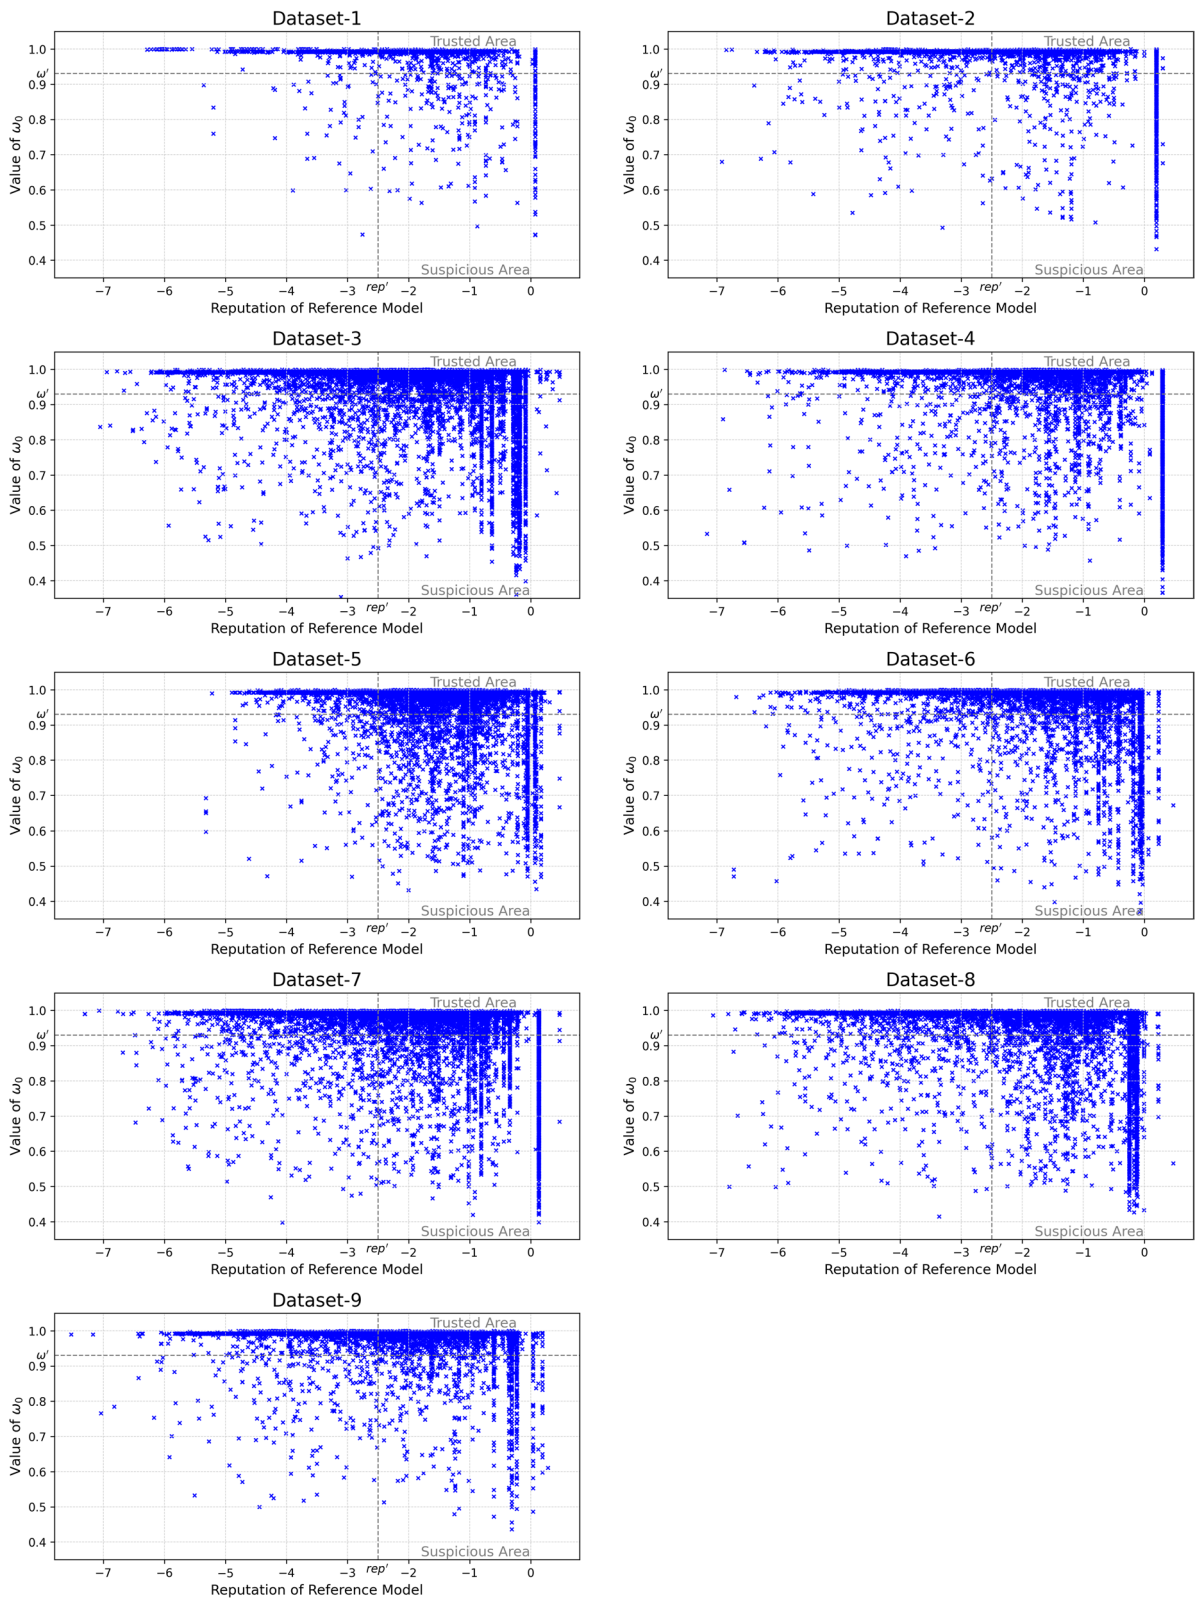 Dataset-1
Trusted Area
1.0
ω′
0.9
0.8
0.7
0.6
0.5
0.4
Value of ω₀
Suspicious Area
−7 −6 −5 −4 −3 rep′ −2 −1 0
Reputation of Reference Model
Dataset-2
Trusted Area
1.0
ω′
0.9
0.8
0.7
0.6
0.5
0.4
Value of ω₀
Suspicious Area
−7 −6 −5 −4 −3 rep′ −2 −1 0
Reputation of Reference Model
Dataset-3
Trusted Area
1.0
ω′
0.9
0.8
0.7
0.6
0.5
0.4
Value of ω₀
Suspicious Area
−7 −6 −5 −4 −3 rep′ −2 −1 0
Reputation of Reference Model
Dataset-4
Trusted Area
1.0
ω′
0.9
0.8
0.7
0.6
0.5
0.4
Value of ω₀
Suspicious Area
−7 −6 −5 −4 −3 rep′ −2 −1 0
Reputation of Reference Model
Dataset-5
Trusted Area
1.0
ω′
0.9
0.8
0.7
0.6
0.5
0.4
Value of ω₀
Suspicious Area
−7 −6 −5 −4 −3 rep′ −2 −1 0
Reputation of Reference Model
Dataset-6
Trusted Area
1.0
ω′
0.9
0.8
0.7
0.6
0.5
0.4
Value of ω₀
Suspicious Area
−7 −6 −5 −4 −3 rep′ −2 −1 0
Reputation of Reference Model
Dataset-7
Trusted Area
1.0
ω′
0.9
0.8
0.7
0.6
0.5
0.4
Value of ω₀
Suspicious Area
−7 −6 −5 −4 −3 rep′ −2 −1 0
Reputation of Reference Model
Dataset-8
Trusted Area
1.0
ω′
0.9
0.8
0.7
0.6
0.5
0.4
Value of ω₀
Suspicious Area
−7 −6 −5 −4 −3 rep′ −2 −1 0
Reputation of Reference Model
Dataset-9
Trusted Area
1.0
ω′
0.9
0.8
0.7
0.6
0.5
0.4
Value of ω₀
Suspicious Area
−7 −6 −5 −4 −3 rep′ −2 −1 0
Reputation of Reference Model